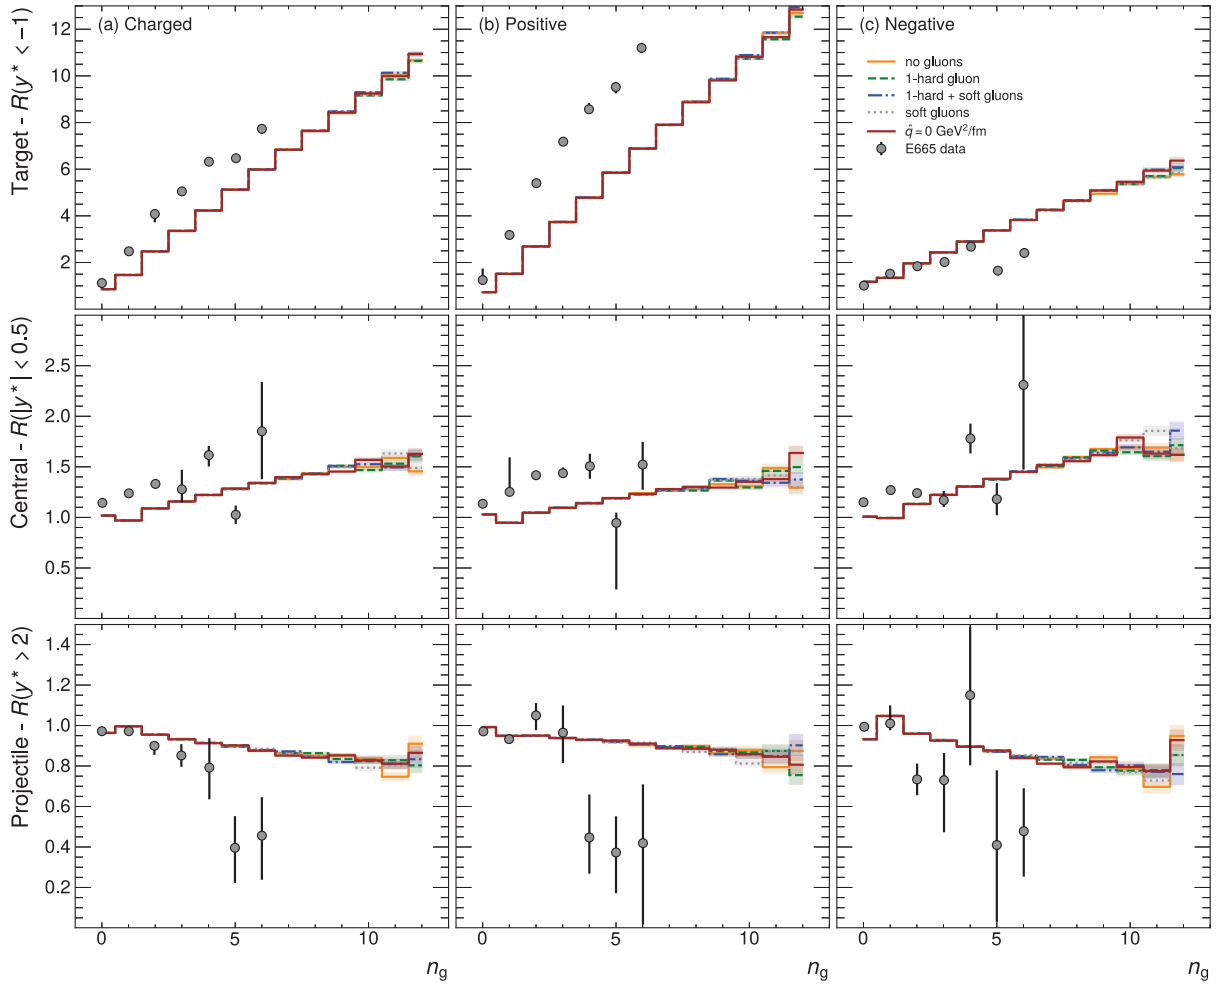 (a) Charged
(b) Positive
(c) Negative
Target - R(y* < −1)
12
10
8
6
4
2
no gluons
1-hard gluon
1-hard + soft gluons
soft gluons
q̂ = 0 GeV²/fm
E665 data
Central - R(|y*| < 0.5)
2.5
2.0
1.5
1.0
0.5
Projectile - R(y* > 2)
1.4
1.2
1.0
0.8
0.6
0.4
0.2
0 5 10
0 5 10
0 5 10
n_g
n_g
n_g